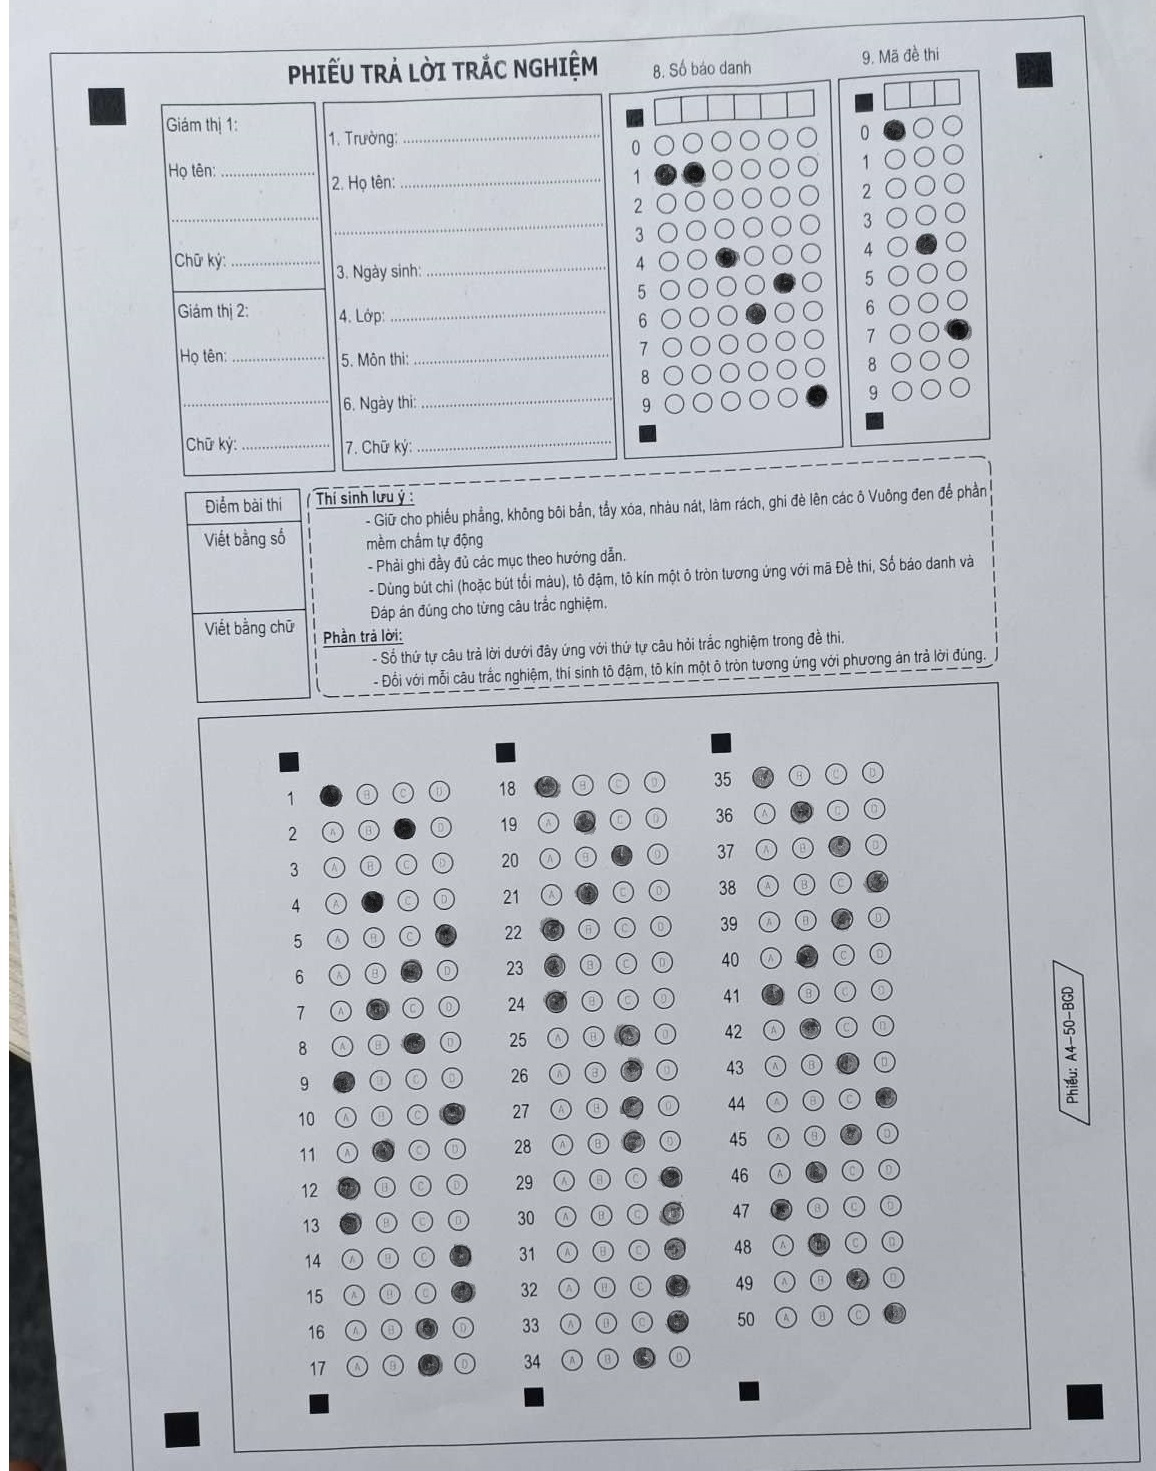 PHIẾU TRẢ LỜI TRẮC NGHIỆM
Giám thị 1:
Họ tên:
Chữ ký:
Giám thị 2:
Họ tên:
Chữ ký:
1. Trường:
2. Họ tên:
3. Ngày sinh:
4. Lớp:
5. Môn thi:
6. Ngày thi:
7. Chữ ký:
8. Số báo danh
0
1
2
3
4
5
6
7
8
9
9. Mã đề thi
0
1
2
3
4
5
6
7
8
9
Điểm bài thi
Viết bằng số
Viết bằng chữ
Thí sinh lưu ý :
- Giữ cho phiếu phẳng, không bôi bẩn, tẩy xóa, nhàu nát, làm rách, ghi đè lên các ô Vuông đen để phần
mềm chấm tự động
- Phải ghi đầy đủ các mục theo hướng dẫn.
- Dùng bút chì (hoặc bút tối màu), tô đậm, tô kín một ô tròn tương ứng với mã Đề thi, Số báo danh và
Đáp án đúng cho từng câu trắc nghiệm.
Phần trả lời:
- Số thứ tự câu trả lời dưới đây ứng với thứ tự câu hỏi trắc nghiệm trong đề thi.
- Đối với mỗi câu trắc nghiệm, thí sinh tô đậm, tô kín một ô tròn tương ứng với phương án trả lời đúng.
1 B C D
2 A B D
3 A B C D
4 A C D
5 A B C
6 A B D
7 A C D
8 A B D
9 B C D
10 A B C
11 A C D
12 B C D
13 B C D
14 A B C
15 A B C
16 A B D
17 A B D
18 B C D
19 A C D
20 A B D
21 A C D
22 B C D
23 B C D
24 B C D
25 A B D
26 A B D
27 A B D
28 A B D
29 A B C
30 A B C
31 A B C
32 A B C
33 A B C
34 A B D
35 B C D
36 A C D
37 A B D
38 A B C
39 A B D
40 A C D
41 B C D
42 A C D
43 A B D
44 A B C
45 A B D
46 A C D
47 B C D
48 A C D
49 A B D
50 A B C
Phiếu: A4-50-BGD